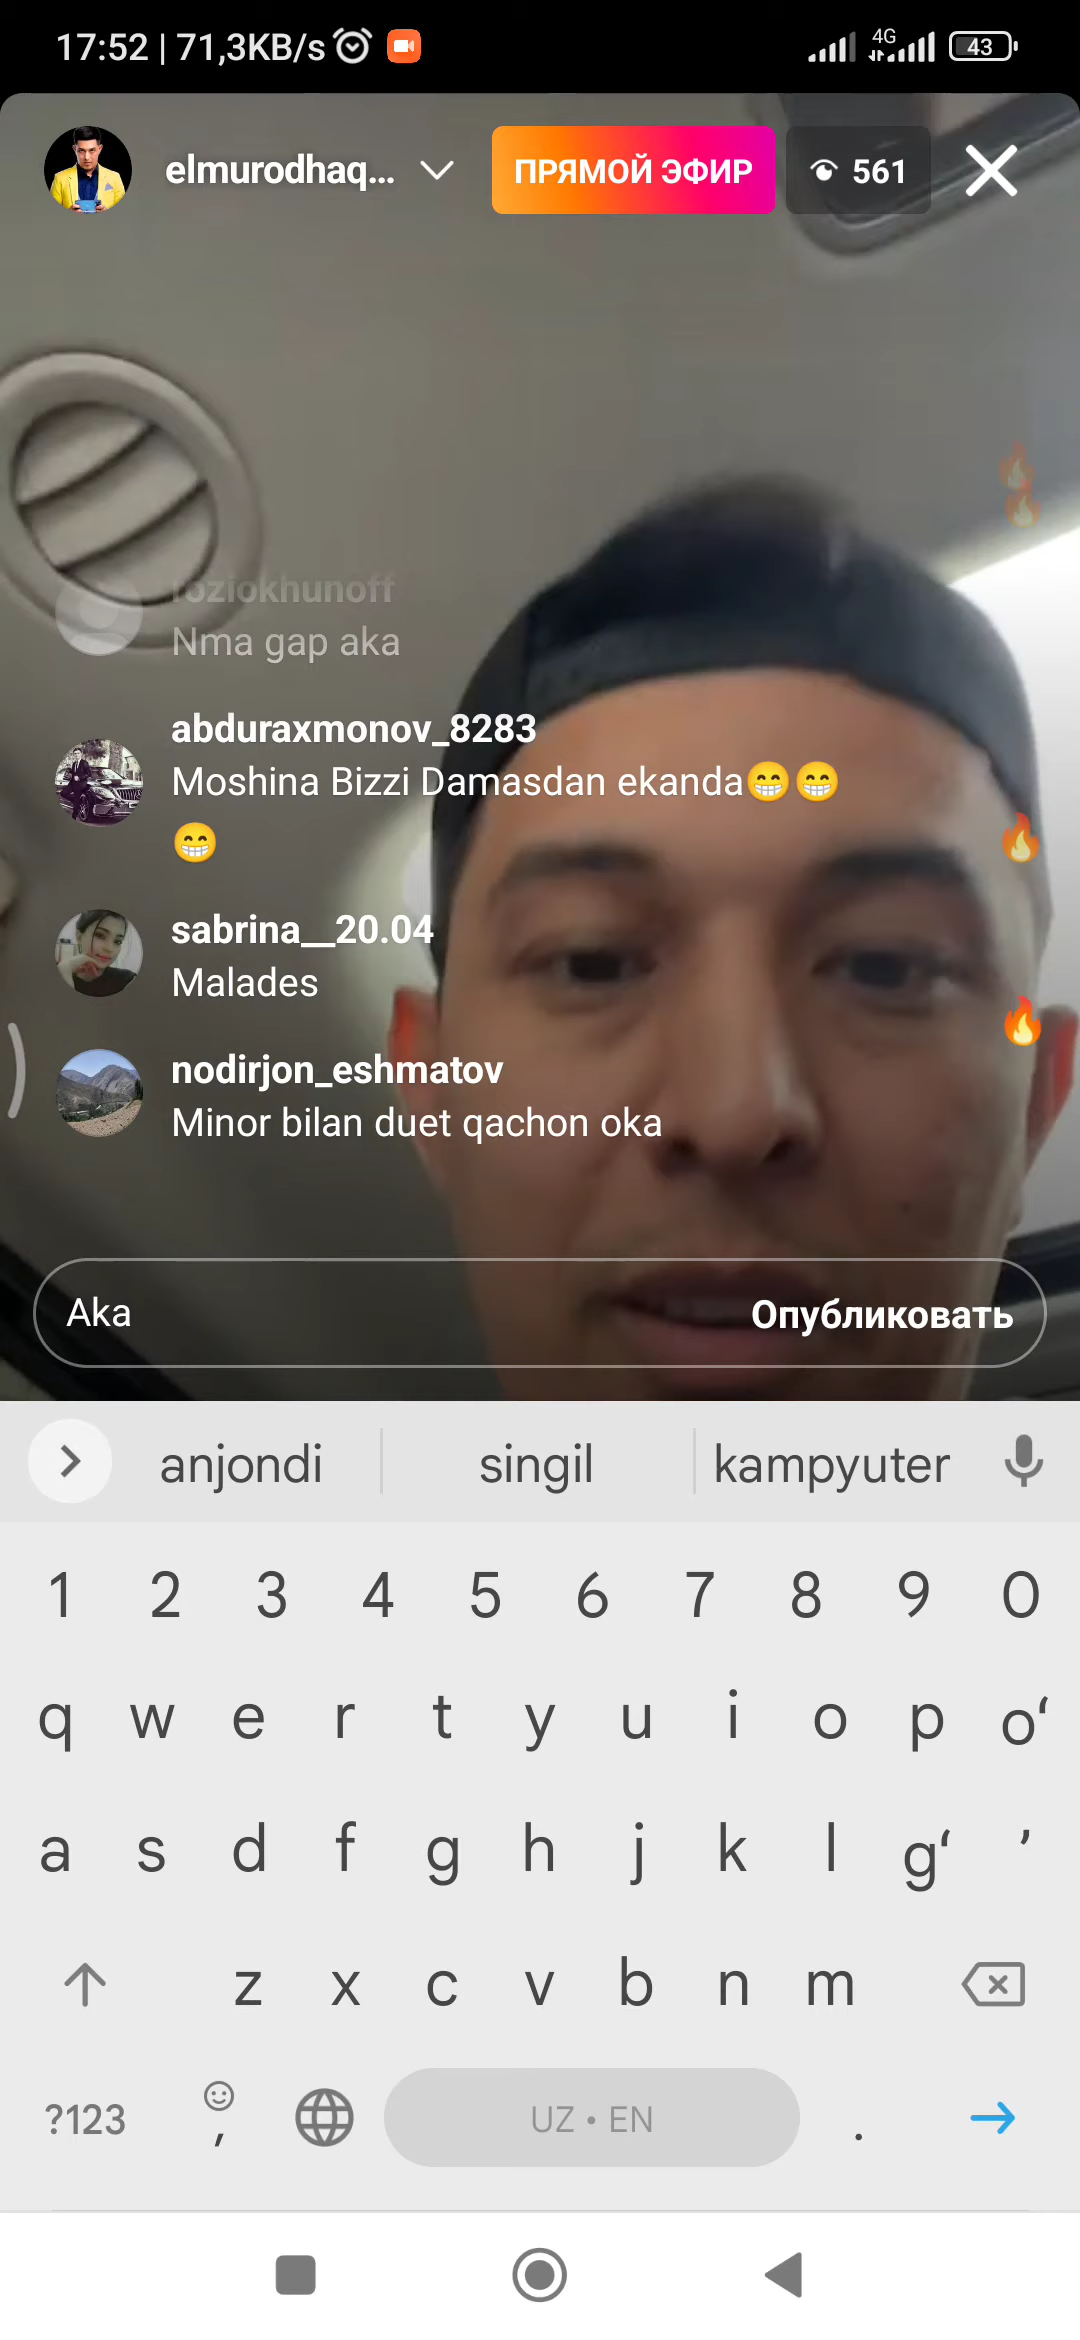 17:52 | 71,3KB/s
4G
43
elmurodhaq...
ПРЯМОЙ ЭФИР
561
roziokhunoff
Nma gap aka
abduraxmonov_8283
Moshina Bizzi Damasdan ekanda😁😁
😁
sabrina__20.04
Malades
nodirjon_eshmatov
Minor bilan duet qachon oka
Aka
Опубликовать
anjondi singil kampyuter
1 2 3 4 5 6 7 8 9 0
q w e r t y u i o p oʻ
a s d f g h j k l gʻ ʼ
z x c v b n m
?123 , UZ • EN .